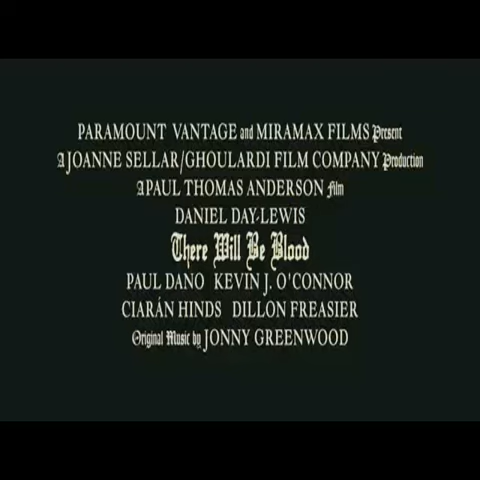 PARAMOUNT VANTAGE and MIRAMAX FILMS Present
A JOANNE SELLAR/GHOULARDI FILM COMPANY Production
A PAUL THOMAS ANDERSON Film
DANIEL DAY-LEWIS
There Will Be Blood
PAUL DANO KEVIN J. O'CONNOR
CIARÁN HINDS DILLON FREASIER
Original Music by JONNY GREENWOOD